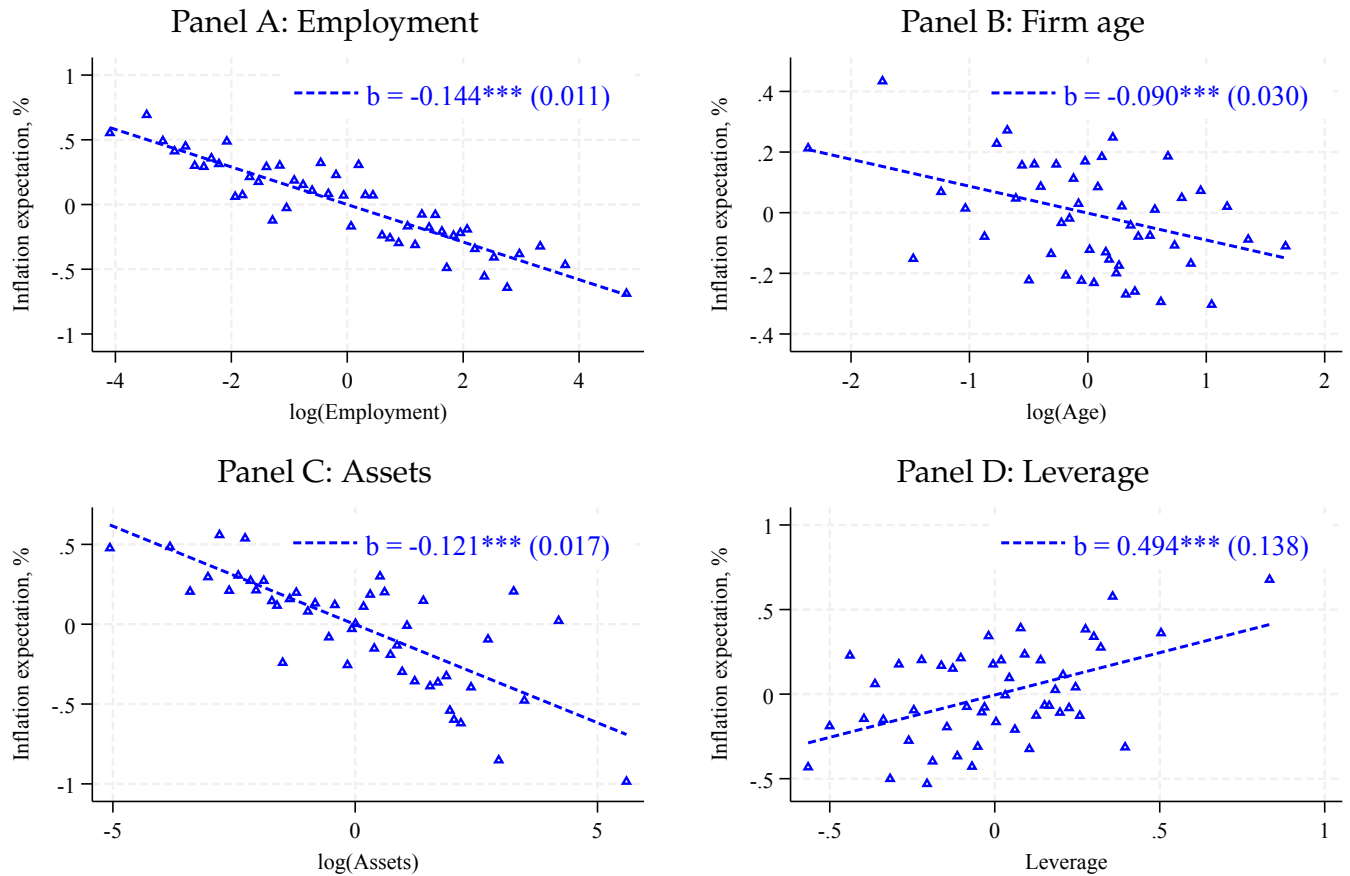 Panel A: Employment
Inflation expectation, %
1
.5
0
-.5
-1
b = -0.144*** (0.011)
-4
-2
0
2
4
log(Employment)
Panel B: Firm age
Inflation expectation, %
.4
.2
0
-.2
-.4
b = -0.090*** (0.030)
-2
-1
0
1
2
log(Age)
Panel C: Assets
Inflation expectation, %
.5
0
-.5
-1
b = -0.121*** (0.017)
-5
0
5
log(Assets)
Panel D: Leverage
Inflation expectation, %
1
.5
0
-.5
b = 0.494*** (0.138)
-.5
0
.5
1
Leverage